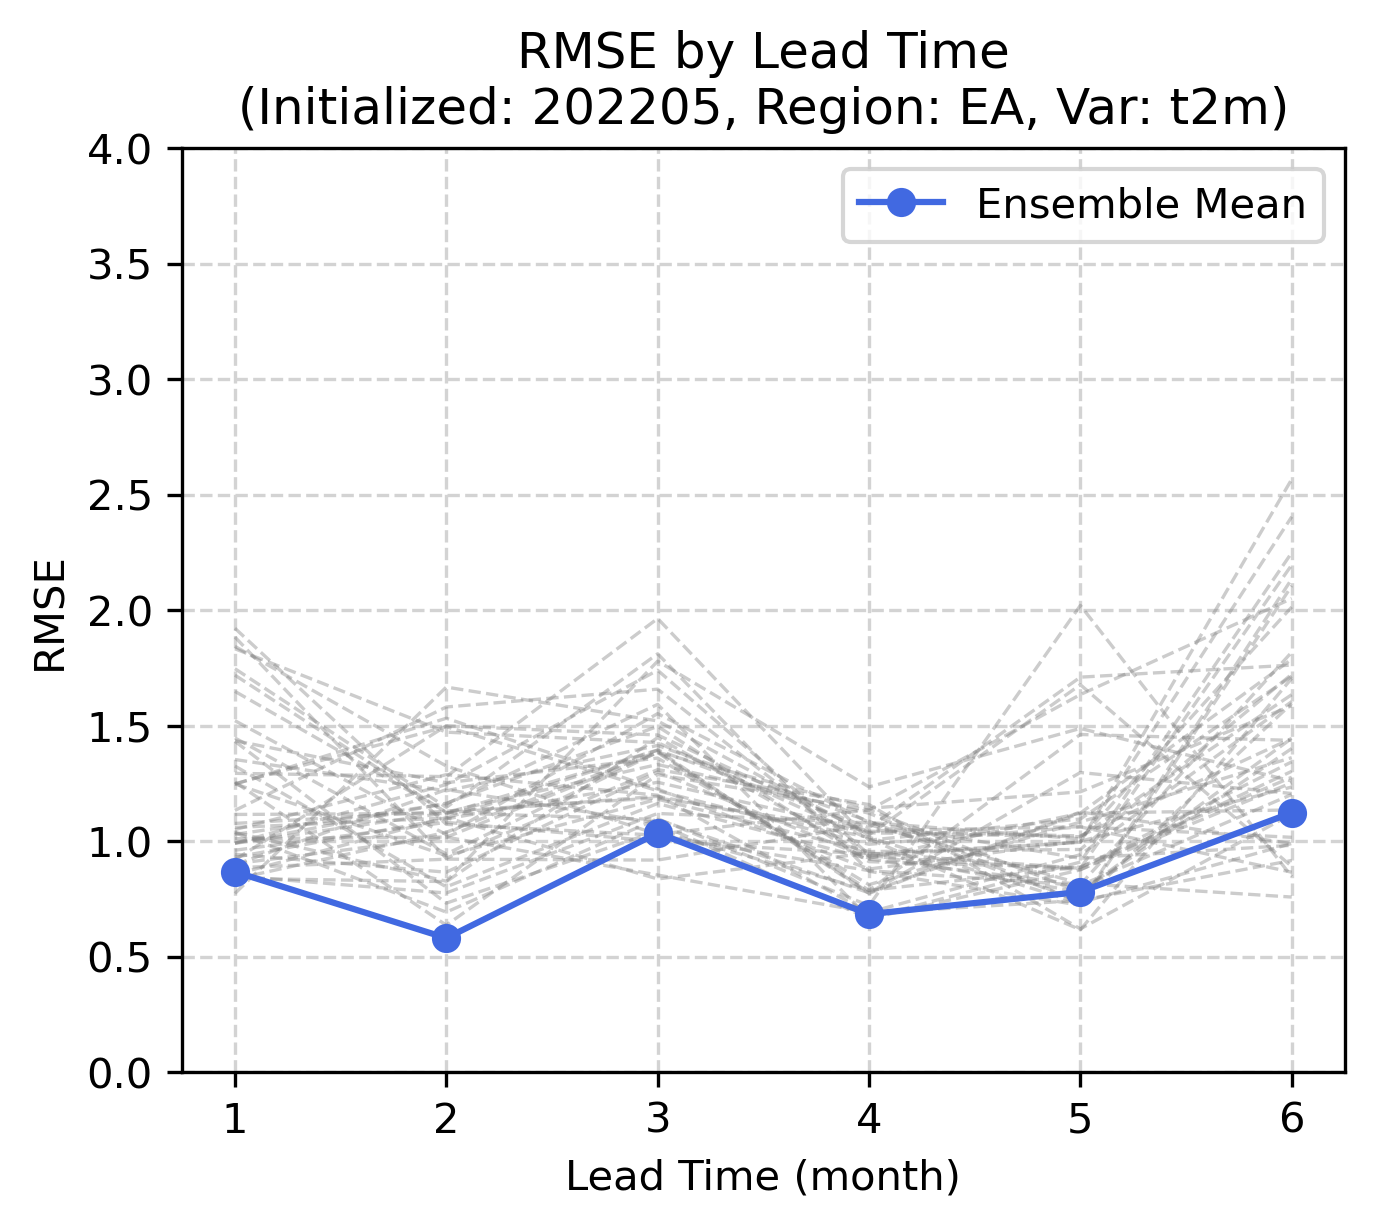 RMSE by Lead Time
(Initialized: 202205, Region: EA, Var: t2m)
Ensemble Mean
RMSE
4.0
3.5
3.0
2.5
2.0
1.5
1.0
0.5
0.0
1 2 3 4 5 6
Lead Time (month)